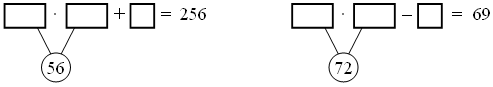 · + = 256
· – = 69
56
72